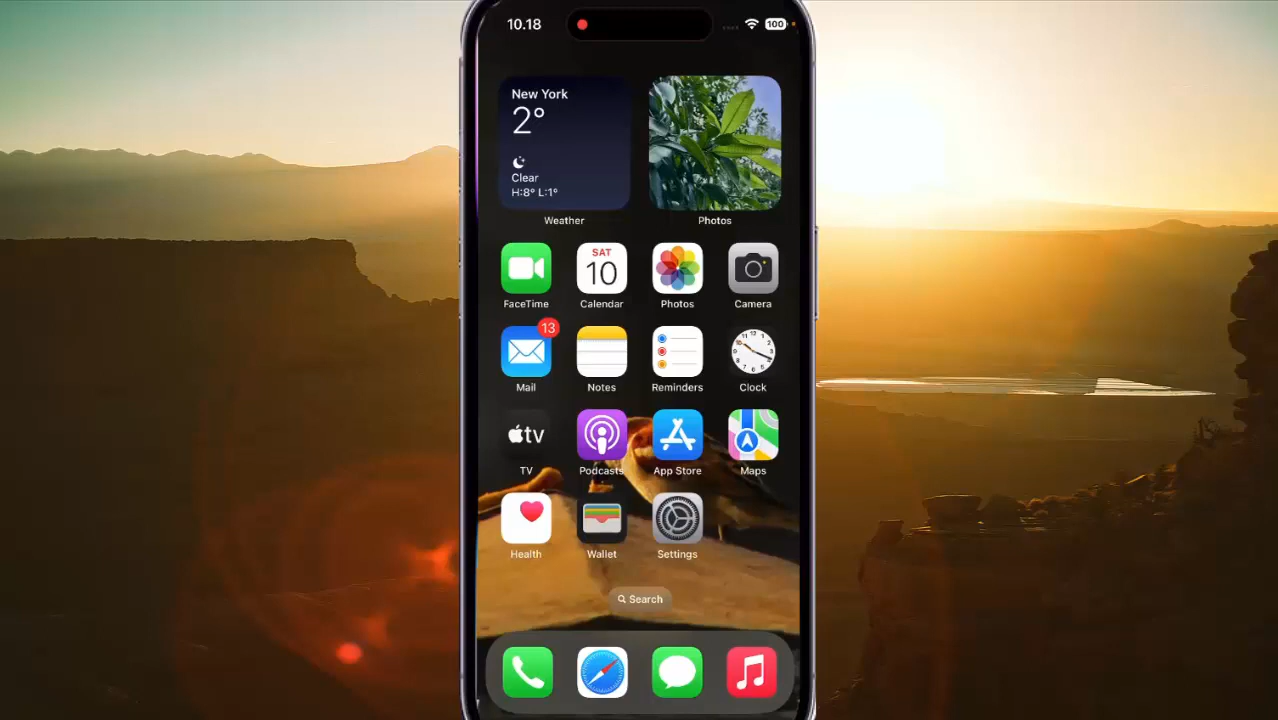 10.18
100
New York
2°
Clear
H:8° L:1°
Weather
Photos
SAT
10
FaceTime
Calendar
Photos
Camera
13
Mail
Notes
Reminders
Clock
tv
TV
Podcasts
App Store
Maps
Health
Wallet
Settings
Search